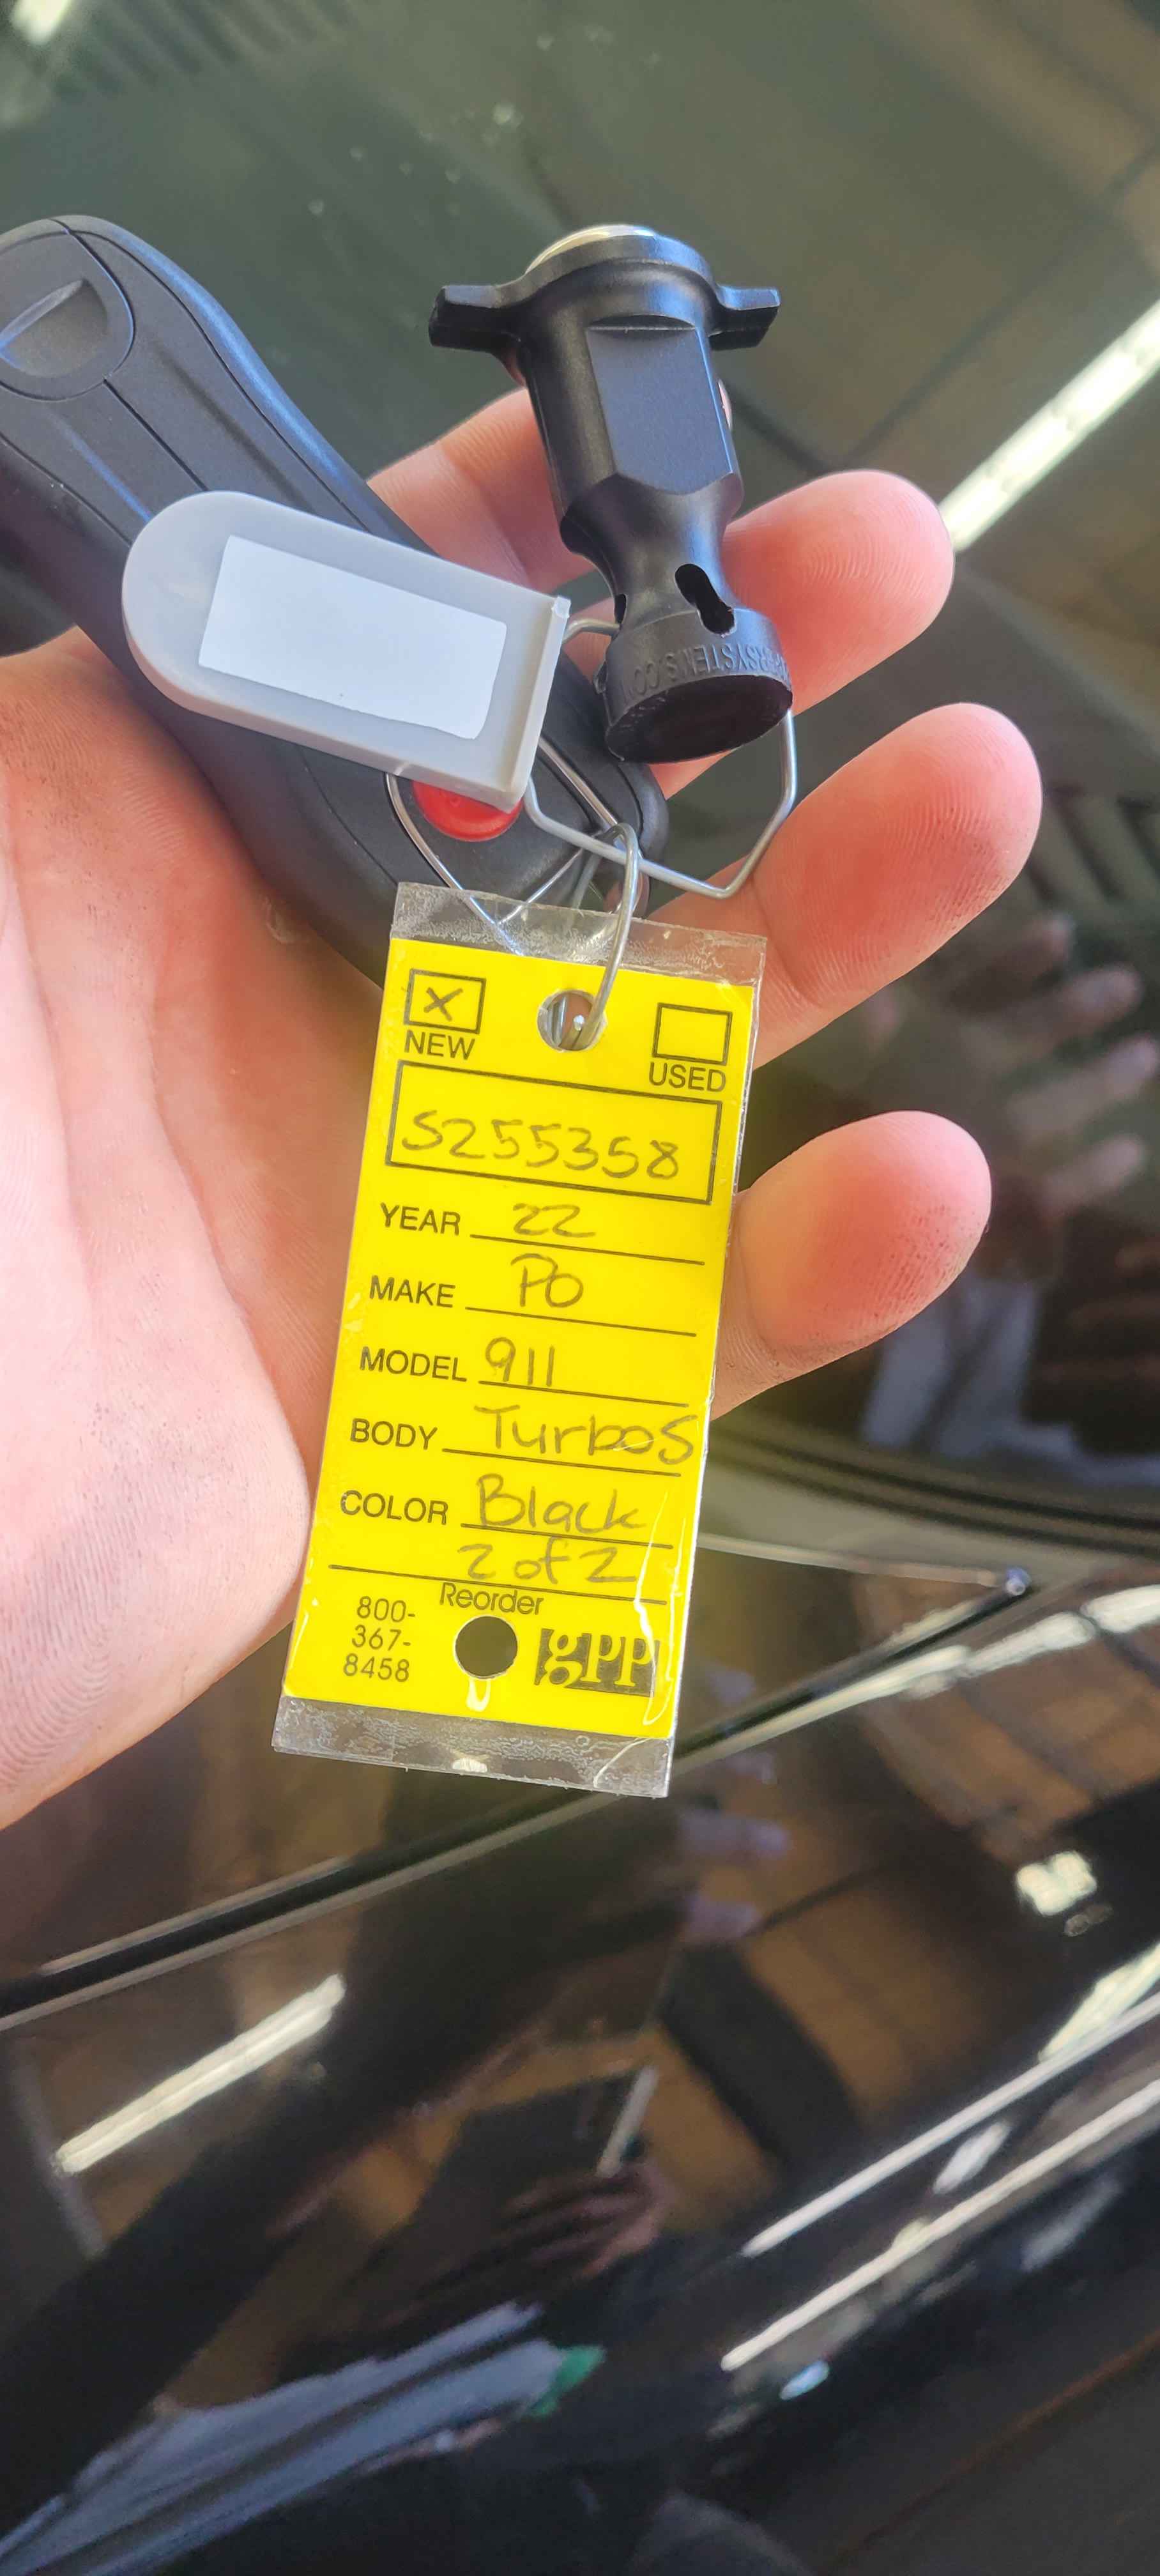 X
NEW
USED
S255358
YEAR 22
MAKE PO
MODEL 911
BODY Turbo S
COLOR Black
2 of 2
Reorder
800-
367-
8458
gpp